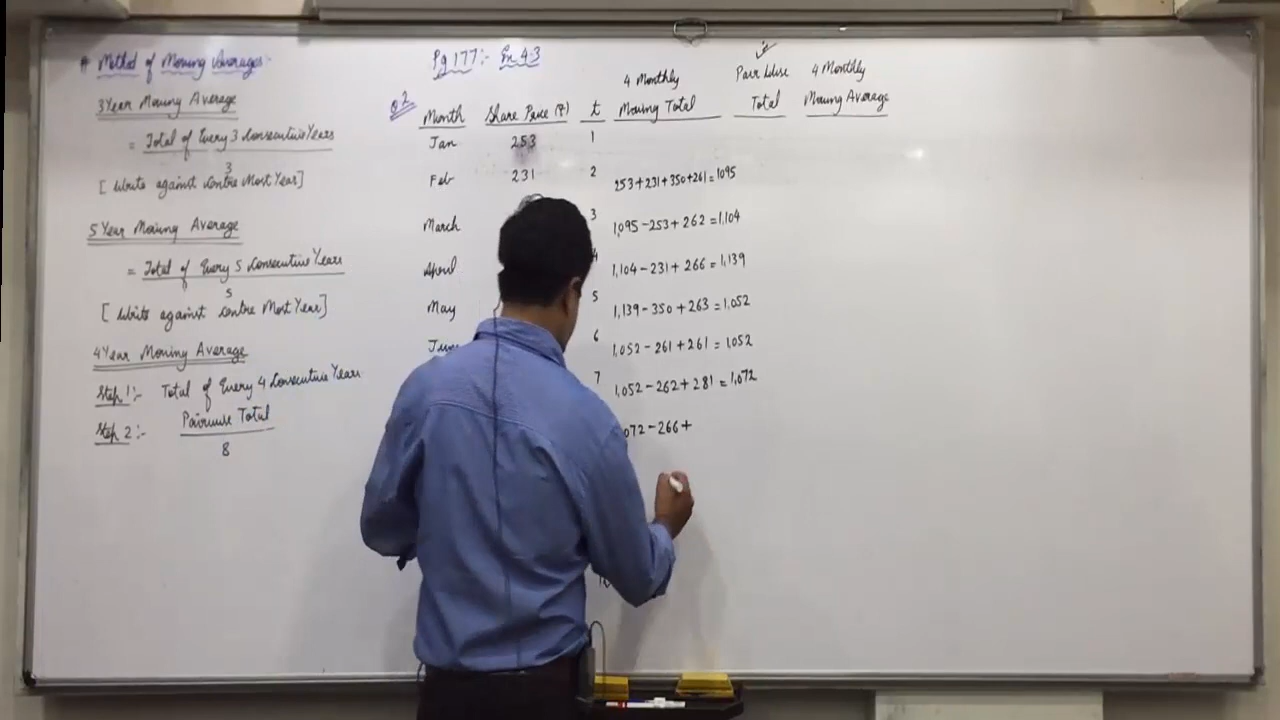 # Method of Moving Averages:-
3 Year Moving Average
= Total of Every 3 Consecutive Years
3
[Write against Centre Most Year]
5 Year Moving Average
= Total of Every 5 Consecutive Years
5
[Write against Centre Most Year]
4 Year Moving Average
Step 1:- Total of Every 4 Consecutive Years
Step 2:- Pairwise Total
8
Pg 177:- Ex 4.3
Q2
Month Share Price (₹) t 4 Monthly Moving Total Pair Wise Total 4 Monthly Moving Average
Jan 253 1
Feb 231 2 253+231+350+261=1095
March 3 1,095-253+262=1,104
April 4 1,104-231+266=1,139
May 5 1,139-350+263=1,052
June 6 1,052-261+261=1052
7 1,052-262+281=1,072
072-266+